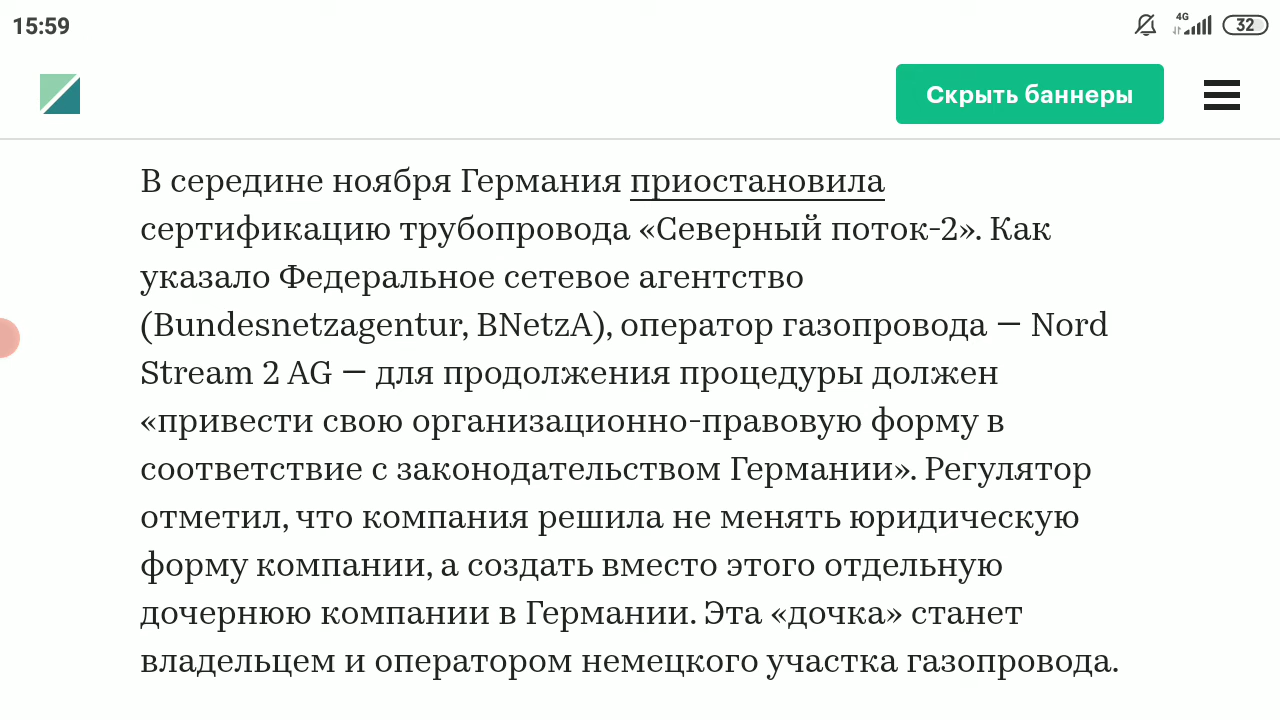 15:59
4G
32
Скрыть баннеры
В середине ноября Германия приостановила
сертификацию трубопровода «Северный поток-2». Как
указало Федеральное сетевое агентство
(Bundesnetzagentur, BNetzA), оператор газопровода — Nord
Stream 2 AG — для продолжения процедуры должен
«привести свою организационно-правовую форму в
соответствие с законодательством Германии». Регулятор
отметил, что компания решила не менять юридическую
форму компании, а создать вместо этого отдельную
дочернюю компании в Германии. Эта «дочка» станет
владельцем и оператором немецкого участка газопровода.